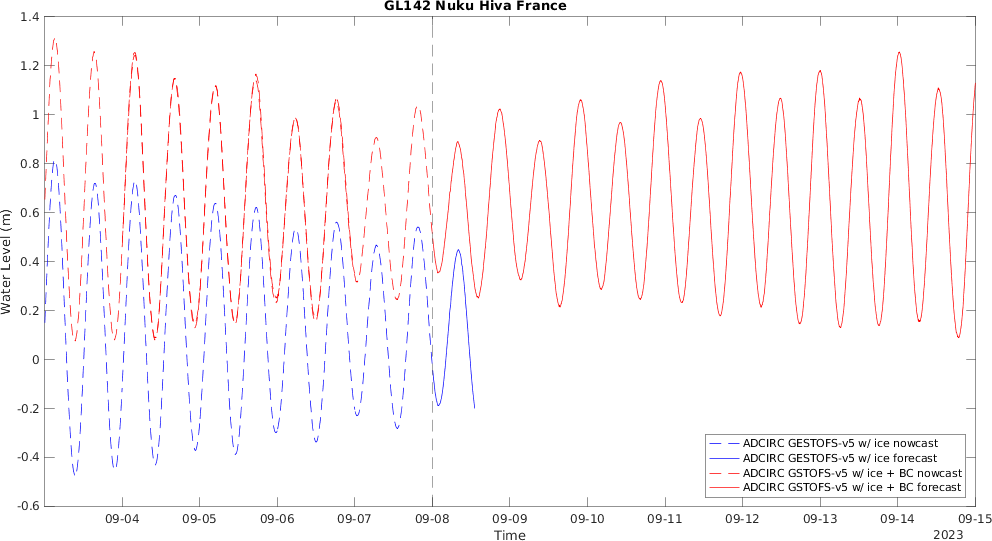 GL142 Nuku Hiva France
1.4
1.2
1
0.8
0.6
0.4
0.2
0
-0.2
-0.4
-0.6
Water Level (m)
ADCIRC GESTOFS-v5 w/ ice nowcast
ADCIRC GESTOFS-v5 w/ ice forecast
ADCIRC GSTOFS-v5 w/ ice + BC nowcast
ADCIRC GSTOFS-v5 w/ ice + BC forecast
09-04 09-05 09-06 09-07 09-08 09-09 09-10 09-11 09-12 09-13 09-14 09-15
Time
2023